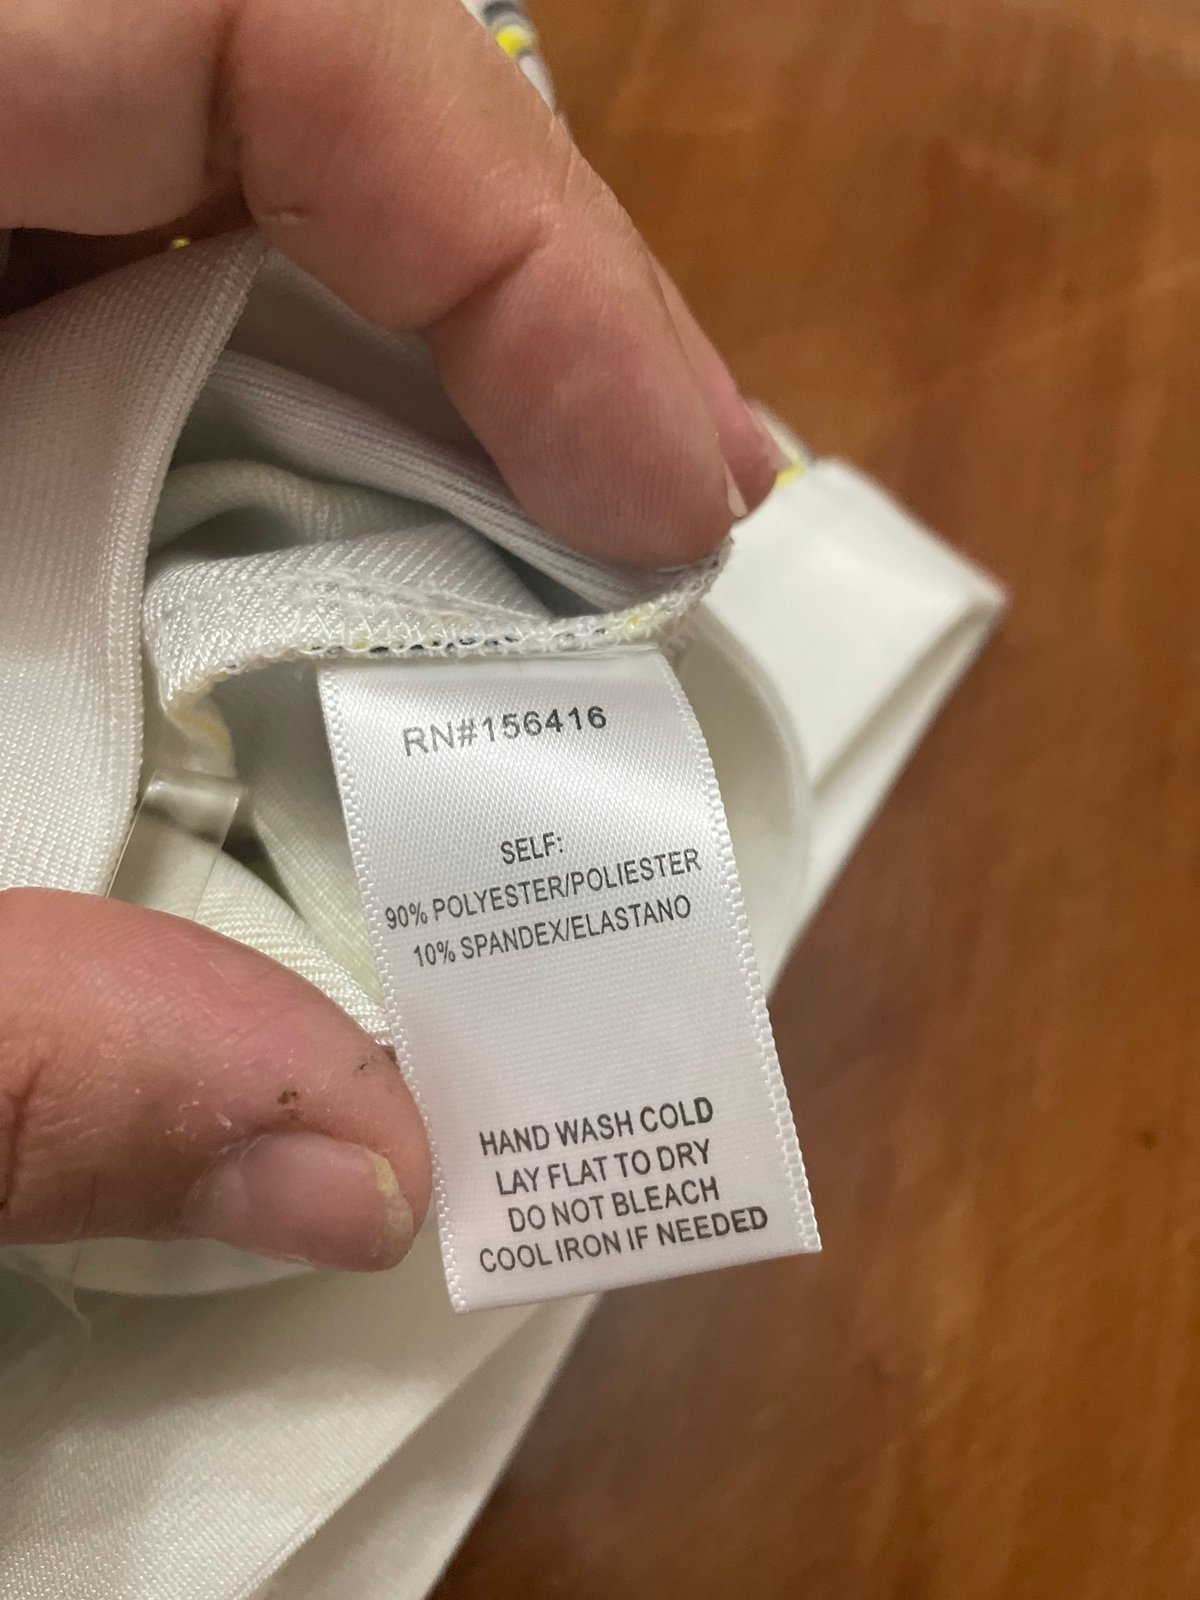 RN#156416
SELF:
90% POLYESTER/POLIESTER
10% SPANDEX/ELASTANO
HAND WASH COLD
LAY FLAT TO DRY
DO NOT BLEACH
COOL IRON IF NEEDED